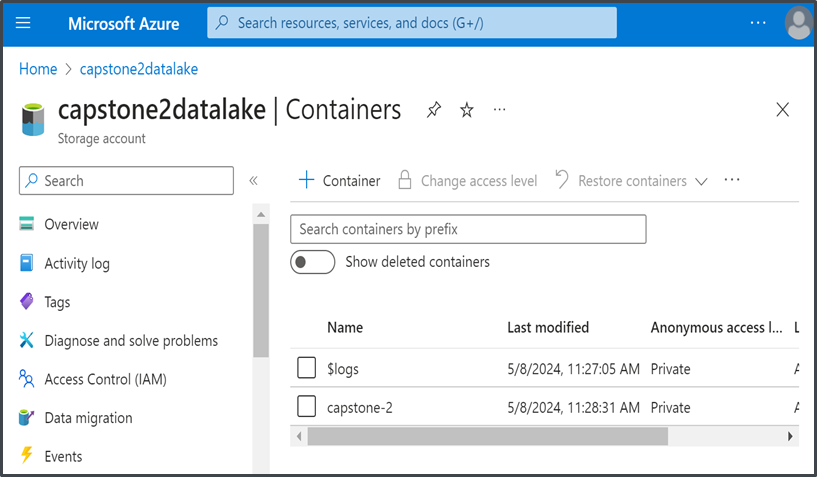 Microsoft Azure
Search resources, services, and docs (G+/)
Home > capstone2datalake
capstone2datalake | Containers
Storage account
Search
Overview
Activity log
Tags
Diagnose and solve problems
Access Control (IAM)
Data migration
Events
+ Container Change access level Restore containers
Search containers by prefix
Show deleted containers
Name Last modified Anonymous access l... L
$logs 5/8/2024, 11:27:05 AM Private A
capstone-2 5/8/2024, 11:28:31 AM Private A